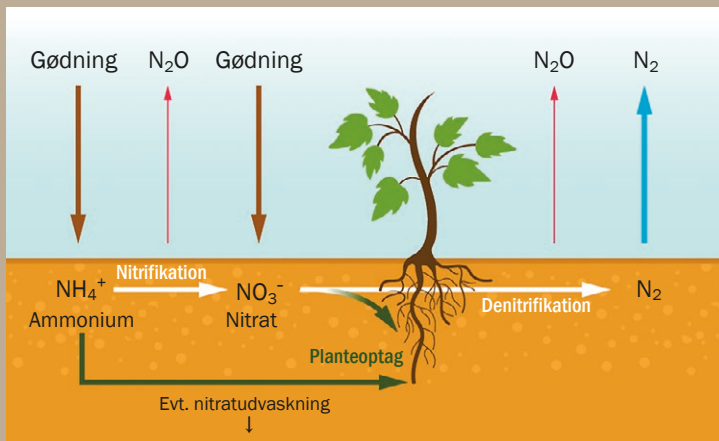 Gødning
N₂O
Gødning
N₂O
N₂
Nitrifikation
NH₄⁺
Ammonium
NO₃⁻
Nitrat
Denitrifikation
N₂
Planteoptag
Evt. nitratudvaskning
↓